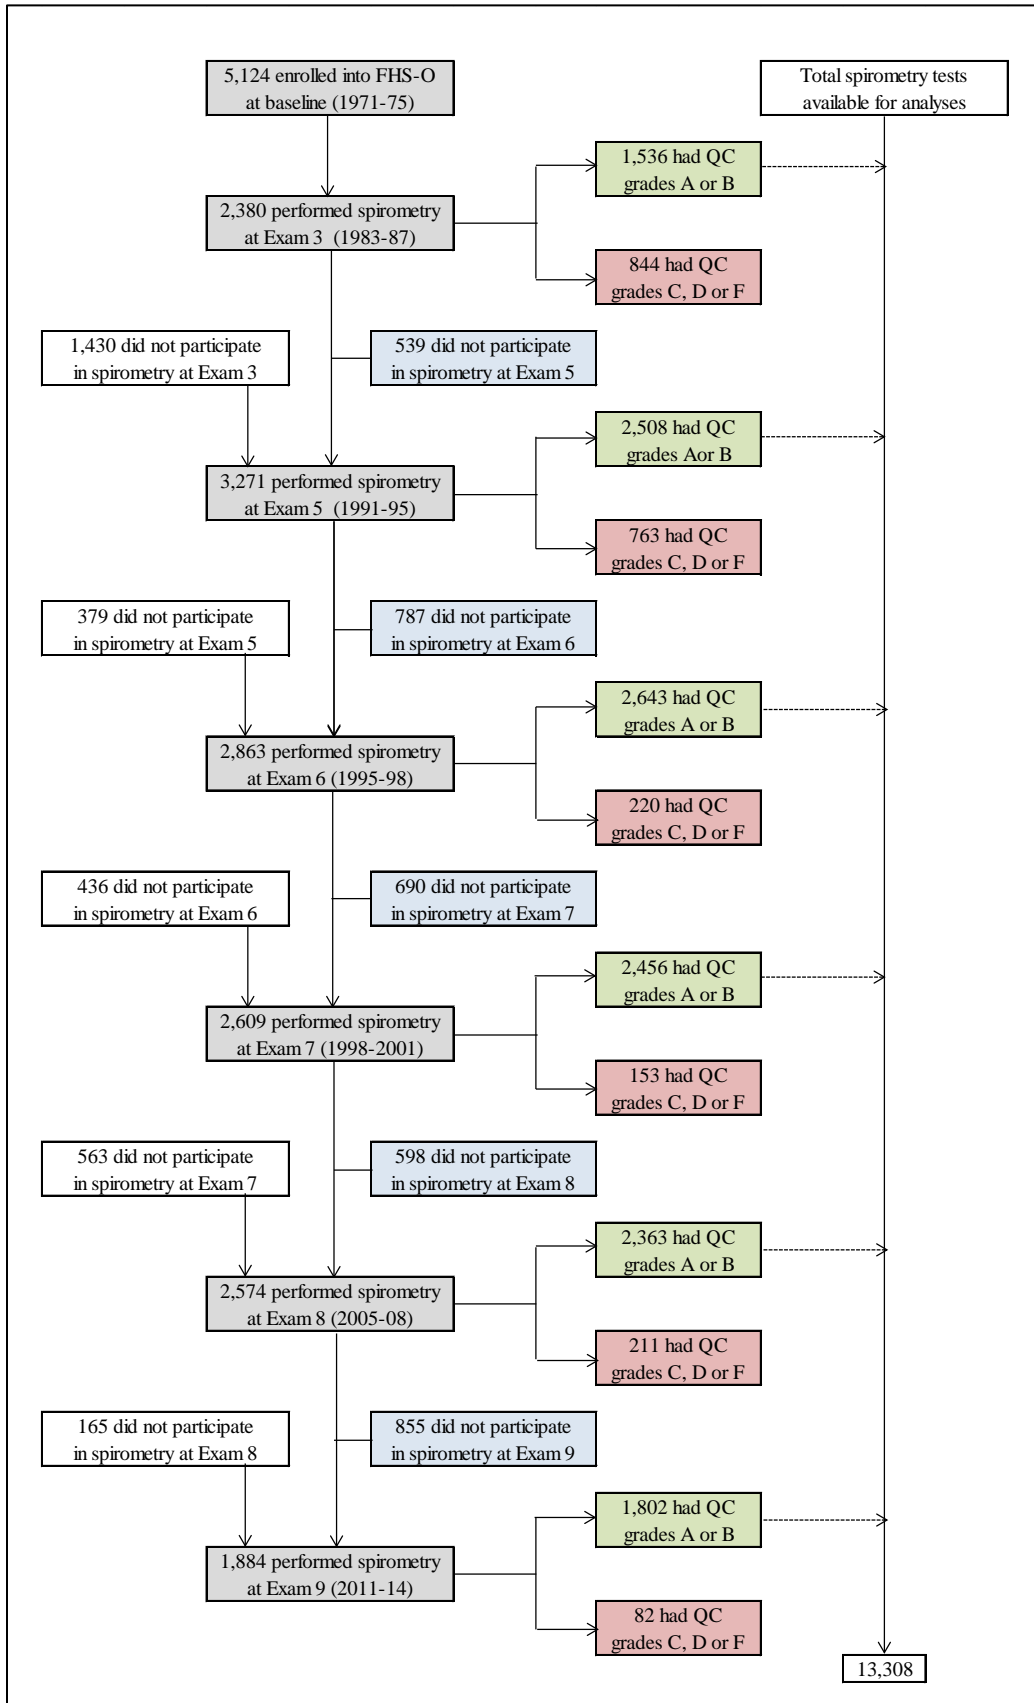 5,124 enrolled into FHS-O
at baseline (1971-75)
Total spirometry tests
available for analyses
1,536 had QC
grades A or B
2,380 performed spirometry
at Exam 3 (1983-87)
844 had QC
grades C, D or F
1,430 did not participate
in spirometry at Exam 3
539 did not participate
in spirometry at Exam 5
2,508 had QC
grades Aor B
3,271 performed spirometry
at Exam 5 (1991-95)
763 had QC
grades C, D or F
379 did not participate
in spirometry at Exam 5
787 did not participate
in spirometry at Exam 6
2,643 had QC
grades A or B
2,863 performed spirometry
at Exam 6 (1995-98)
220 had QC
grades C, D or F
436 did not participate
in spirometry at Exam 6
690 did not participate
in spirometry at Exam 7
2,456 had QC
grades A or B
2,609 performed spirometry
at Exam 7 (1998-2001)
153 had QC
grades C, D or F
563 did not participate
in spirometry at Exam 7
598 did not participate
in spirometry at Exam 8
2,363 had QC
grades A or B
2,574 performed spirometry
at Exam 8 (2005-08)
211 had QC
grades C, D or F
165 did not participate
in spirometry at Exam 8
855 did not participate
in spirometry at Exam 9
1,802 had QC
grades A or B
1,884 performed spirometry
at Exam 9 (2011-14)
82 had QC
grades C, D or F
13,308